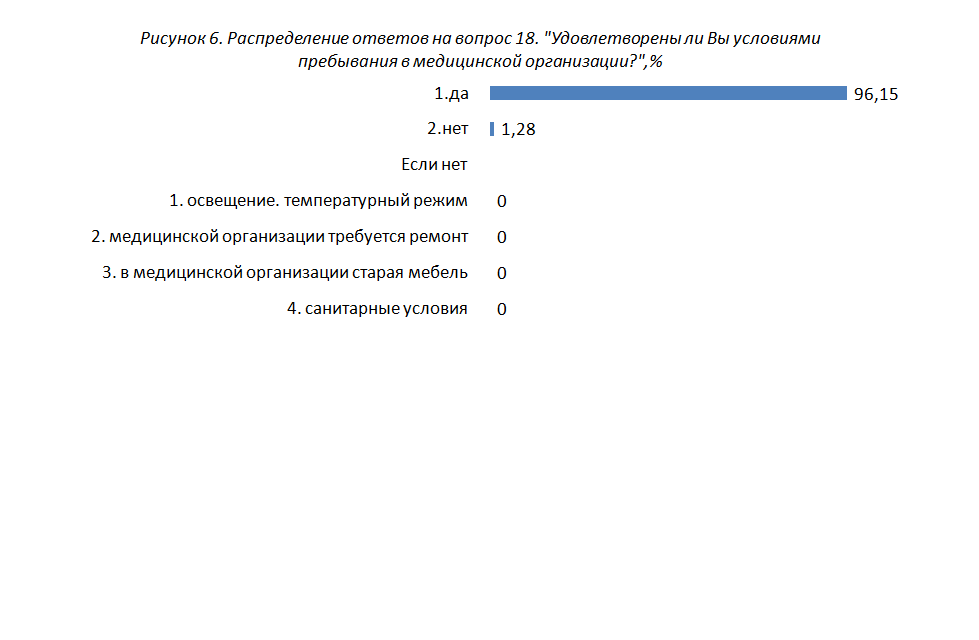 Рисунок 6. Распределение ответов на вопрос 18. "Удовлетворены ли Вы условиями
пребывания в медицинской организации?",%
1.да 96,15
2.нет 1,28
Если нет
1. освещение. температурный режим 0
2. медицинской организации требуется ремонт 0
3. в медицинской организации старая мебель 0
4. санитарные условия 0